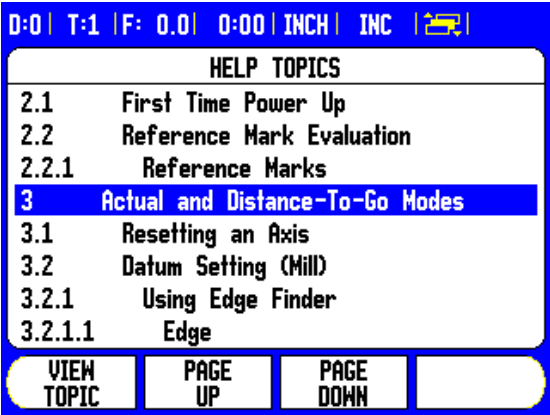 D:0 | T:1 | F: 0.0 | 0:00 | INCH | INC |
HELP TOPICS
2.1 First Time Power Up
2.2 Reference Mark Evaluation
2.2.1 Reference Marks
3 Actual and Distance-To-Go Modes
3.1 Resetting an Axis
3.2 Datum Setting (Mill)
3.2.1 Using Edge Finder
3.2.1.1 Edge
VIEW TOPIC
PAGE UP
PAGE DOWN